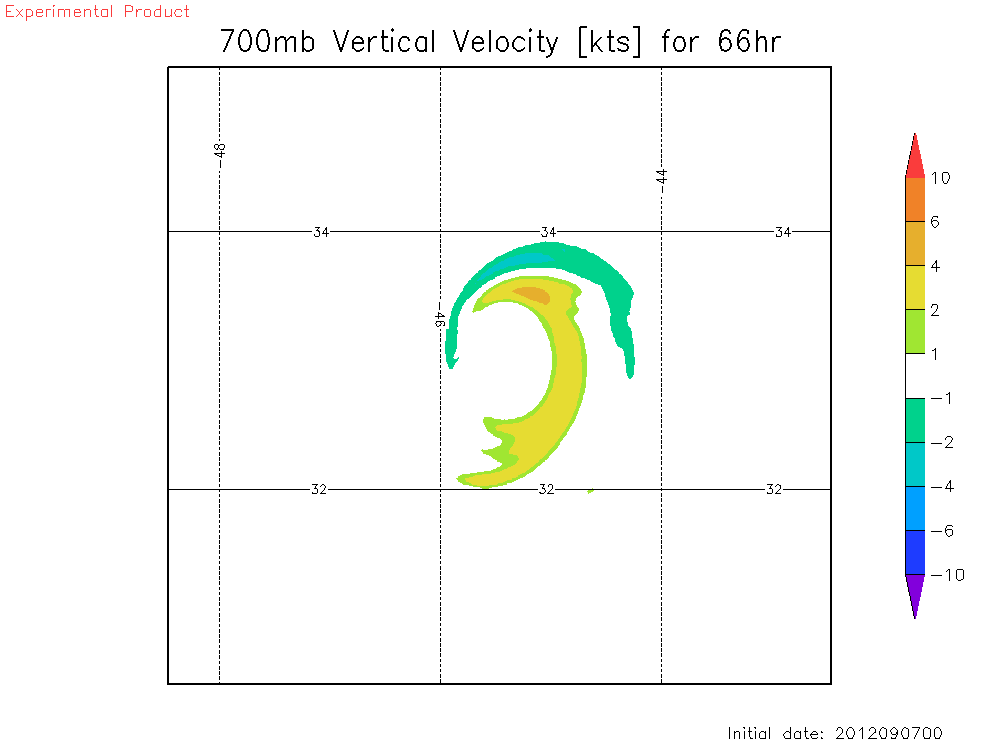 Experimental Product
700mb Vertical Velocity [kts] for 66hr
-48
-44
34 34 34
-46
32 32 32
10
6
4
2
1
-1
-2
-4
-6
-10
Initial date: 2012090700